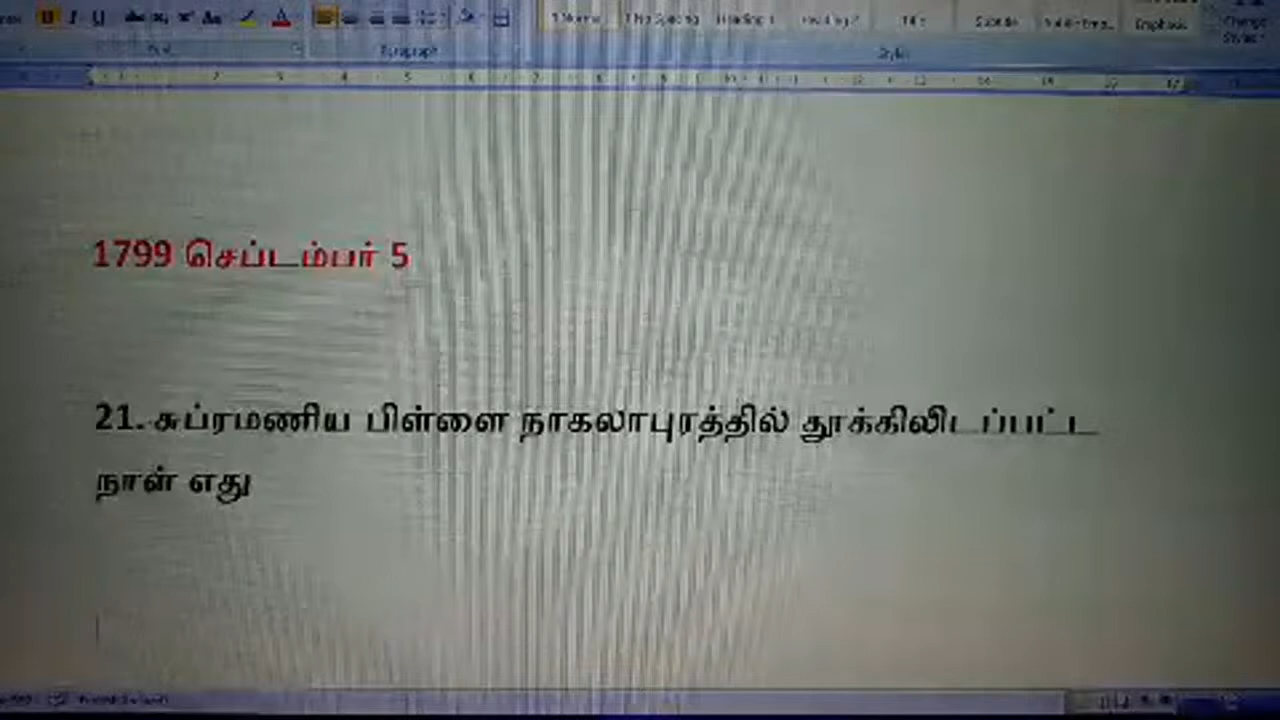 1799 செப்டம்பர் 5
21. சுப்ரமணிய பிள்ளை நாகலாபுரத்தில் தூக்கிலிடப்பட்ட
நாள் எது